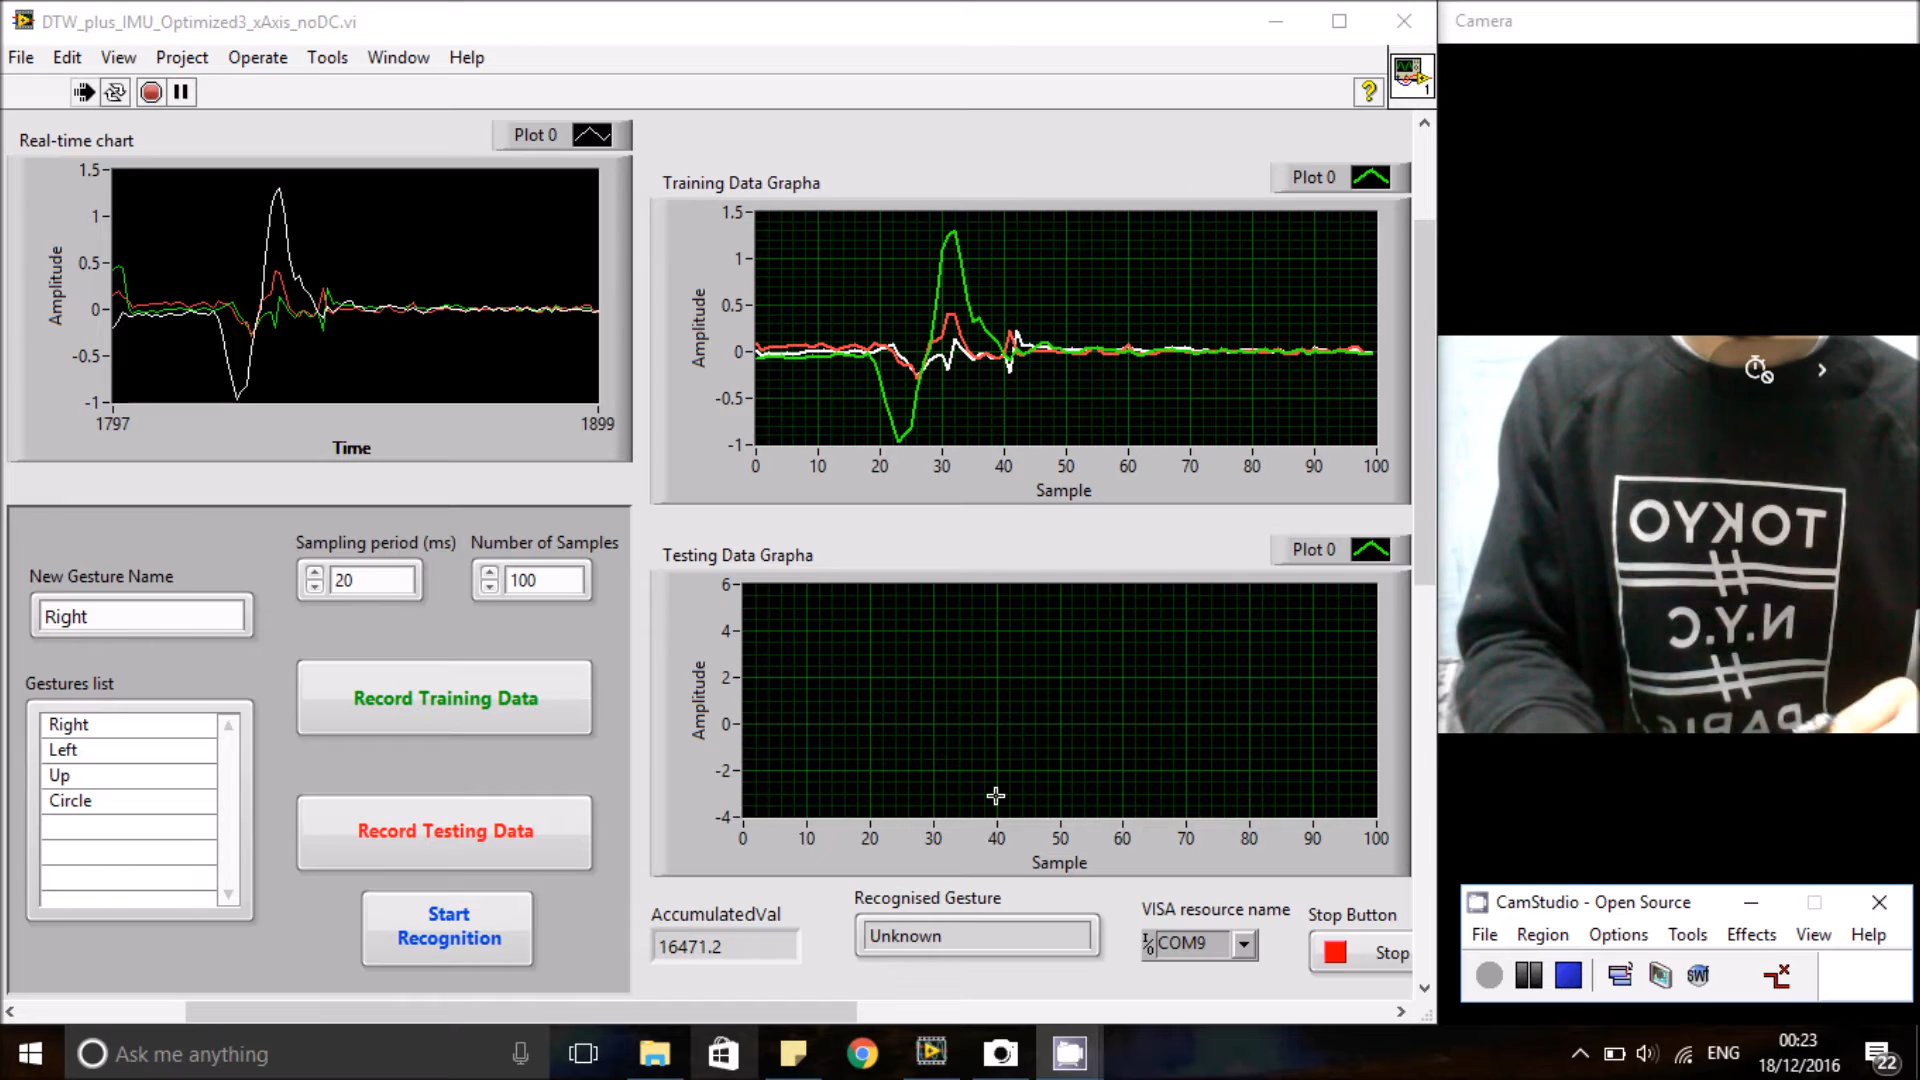 DTW_plus_IMU_Optimized3_xAxis_noDC.vi
File Edit View Project Operate Tools Window Help
1
Real-time chart
Plot 0
Amplitude
1.5
1
0.5
0
-0.5
-1
1797
1899
Time
Training Data Grapha
Plot 0
Amplitude
1.5
1
0.5
0
-0.5
-1
0 10 20 30 40 50 60 70 80 90 100
Sample
New Gesture Name
Right
Sampling period (ms)
20
Number of Samples
100
Gestures list
Right
Left
Up
Circle
Record Training Data
Record Testing Data
Start
Recognition
Testing Data Grapha
Plot 0
Amplitude
6
4
2
0
-2
-4
0 10 20 30 40 50 60 70 80 90 100
Sample
AccumulatedVal
16471.2
Recognised Gesture
Unknown
VISA resource name
COM9
Stop Button
Stop
Camera
TOKYO
#
N.Y.C
#
PARIS
CamStudio - Open Source
File Region Options Tools Effects View Help
swf
Ask me anything
ENG
00:23
18/12/2016
22